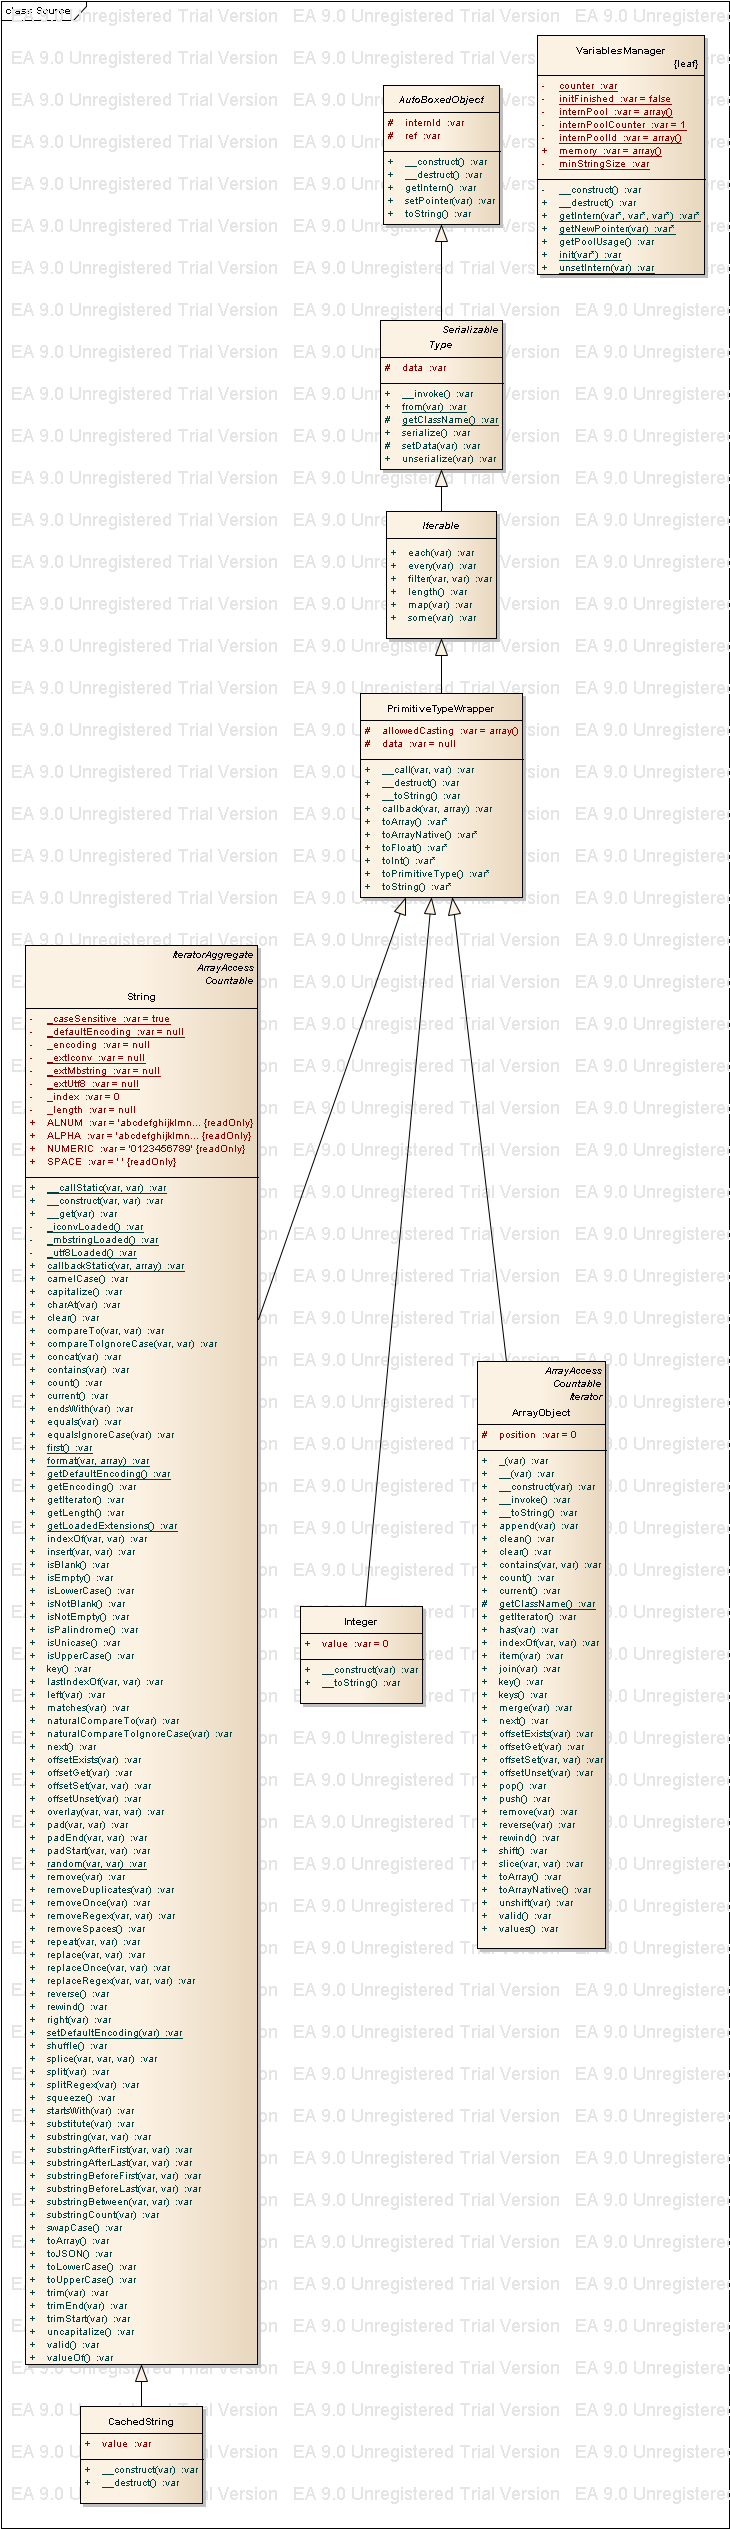 class Source
VariablesManager
{leaf}
- counter :var
- initFinished :var = false
- internPool :var = array()
- internPoolCounter :var = 1
- internPoolId :var = array()
+ memory :var = array()
- minStringSize :var
- __construct() :var
+ __destruct() :var
+ getIntern(var*, var*, var*) :var*
+ getNewPointer(var) :var*
+ getPoolUsage() :var
+ init(var*) :var
+ unsetIntern(var) :var
AutoBoxedObject
# internId :var
# ref :var
+ __construct() :var
+ __destruct() :var
+ getIntern() :var
+ setPointer(var) :var
+ toString() :var
Serializable
Type
# data :var
+ __invoke() :var
+ from(var) :var
# getClassName() :var
+ serialize() :var
# setData(var) :var
+ unserialize(var) :var
Iterable
+ each(var) :var
+ every(var) :var
+ filter(var, var) :var
+ length() :var
+ map(var) :var
+ some(var) :var
PrimitiveTypeWrapper
# allowedCasting :var = array()
# data :var = null
+ __call(var, var) :var
+ __destruct() :var
+ __toString() :var
+ callback(var, array) :var
+ toArray() :var*
+ toArrayNative() :var*
+ toFloat() :var*
+ toInt() :var*
+ toPrimitiveType() :var*
+ toString() :var*
IteratorAggregate
ArrayAccess
Countable
String
- _caseSensitive :var = true
- _defaultEncoding :var = null
- _encoding :var = null
- _extIconv :var = null
- _extMbstring :var = null
- _extUtf8 :var = null
- _index :var = 0
- _length :var = null
+ ALNUM :var = 'abcdefghijklmn... {readOnly}
+ ALPHA :var = 'abcdefghijklmn... {readOnly}
+ NUMERIC :var = '0123456789' {readOnly}
+ SPACE :var = ' ' {readOnly}
+ __callStatic(var, var) :var
+ __construct(var, var) :var
+ __get(var) :var
- _iconvLoaded() :var
- _mbstringLoaded() :var
- _utf8Loaded() :var
+ callbackStatic(var, array) :var
+ camelCase() :var
+ capitalize() :var
+ charAt(var) :var
+ clear() :var
+ compareTo(var, var) :var
+ compareToIgnoreCase(var, var) :var
+ concat(var) :var
+ contains(var) :var
+ count() :var
+ current() :var
+ endsWith(var) :var
+ equals(var) :var
+ equalsIgnoreCase(var) :var
+ first() :var
+ format(var, array) :var
+ getDefaultEncoding() :var
+ getEncoding() :var
+ getIterator() :var
+ getLength() :var
+ getLoadedExtensions() :var
+ indexOf(var, var) :var
+ insert(var, var) :var
+ isBlank() :var
+ isEmpty() :var
+ isLowerCase() :var
+ isNotBlank() :var
+ isNotEmpty() :var
+ isPalindrome() :var
+ isUnicase() :var
+ isUpperCase() :var
+ key() :var
+ lastIndexOf(var, var) :var
+ left(var) :var
+ matches(var) :var
+ naturalCompareTo(var) :var
+ naturalCompareToIgnoreCase(var) :var
+ next() :var
+ offsetExists(var) :var
+ offsetGet(var) :var
+ offsetSet(var, var) :var
+ offsetUnset(var) :var
+ overlay(var, var, var) :var
+ pad(var, var) :var
+ padEnd(var, var) :var
+ padStart(var, var) :var
+ random(var, var) :var
+ remove(var) :var
+ removeDuplicates(var) :var
+ removeOnce(var) :var
+ removeRegex(var, var) :var
+ removeSpaces() :var
+ repeat(var, var) :var
+ replace(var, var) :var
+ replaceOnce(var, var) :var
+ replaceRegex(var, var, var) :var
+ reverse() :var
+ rewind() :var
+ right(var) :var
+ setDefaultEncoding(var) :var
+ shuffle() :var
+ splice(var, var, var) :var
+ split(var) :var
+ splitRegex(var) :var
+ squeeze() :var
+ startsWith(var) :var
+ substitute(var) :var
+ substring(var, var) :var
+ substringAfterFirst(var, var) :var
+ substringAfterLast(var, var) :var
+ substringBeforeFirst(var, var) :var
+ substringBeforeLast(var, var) :var
+ substringBetween(var, var) :var
+ substringCount(var) :var
+ swapCase() :var
+ toArray() :var
+ toJSON() :var
+ toLowerCase() :var
+ toUpperCase() :var
+ trim(var) :var
+ trimEnd(var) :var
+ trimStart(var) :var
+ uncapitalize() :var
+ valid() :var
+ valueOf() :var
ArrayAccess
Countable
Iterator
ArrayObject
# position :var = 0
+ _(var) :var
+ __(var) :var
+ __construct(var) :var
+ __invoke() :var
+ __toString() :var
+ append(var) :var
+ clean() :var
+ clear() :var
+ contains(var, var) :var
+ count() :var
+ current() :var
# getClassName() :var
+ getIterator() :var
+ has(var) :var
+ indexOf(var, var) :var
+ item(var) :var
+ join(var) :var
+ key() :var
+ keys() :var
+ merge(var) :var
+ next() :var
+ offsetExists(var) :var
+ offsetGet(var) :var
+ offsetSet(var, var) :var
+ offsetUnset(var) :var
+ pop() :var
+ push() :var
+ remove(var) :var
+ reverse(var) :var
+ rewind() :var
+ shift() :var
+ slice(var, var) :var
+ toArray() :var
+ toArrayNative() :var
+ unshift(var) :var
+ valid() :var
+ values() :var
Integer
+ value :var = 0
+ __construct(var) :var
+ __toString() :var
CachedString
+ value :var
+ __construct(var) :var
+ __destruct() :var
EA 9.0 Unregistered Trial Version